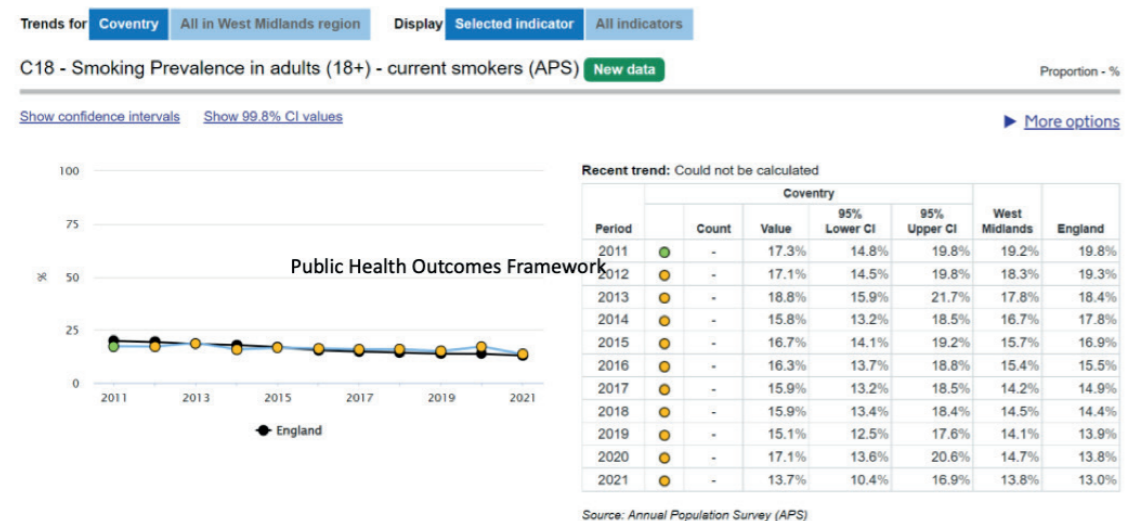 Trends for Coventry All in West Midlands region Display Selected indicator All indicators
C18 - Smoking Prevalence in adults (18+) - current smokers (APS) New data Proportion - %
Show confidence intervals Show 99.8% CI values ► More options
Recent trend: Could not be calculated
100
75
50
25
0
%
2011 2013 2015 2017 2019 2021
England
Public Health Outcomes Framework
Coventry
Period Count Value 95% Lower CI 95% Upper CI West Midlands England
2011 - 17.3% 14.8% 19.8% 19.2% 19.8%
2012 - 17.1% 14.5% 19.8% 18.3% 19.3%
2013 - 18.8% 15.9% 21.7% 17.8% 18.4%
2014 - 15.8% 13.2% 18.5% 16.7% 17.8%
2015 - 16.7% 14.1% 19.2% 15.7% 16.9%
2016 - 16.3% 13.7% 18.8% 15.4% 15.5%
2017 - 15.9% 13.2% 18.5% 14.2% 14.9%
2018 - 15.9% 13.4% 18.4% 14.5% 14.4%
2019 - 15.1% 12.5% 17.6% 14.1% 13.9%
2020 - 17.1% 13.6% 20.6% 14.7% 13.8%
2021 - 13.7% 10.4% 16.9% 13.8% 13.0%
Source: Annual Population Survey (APS)